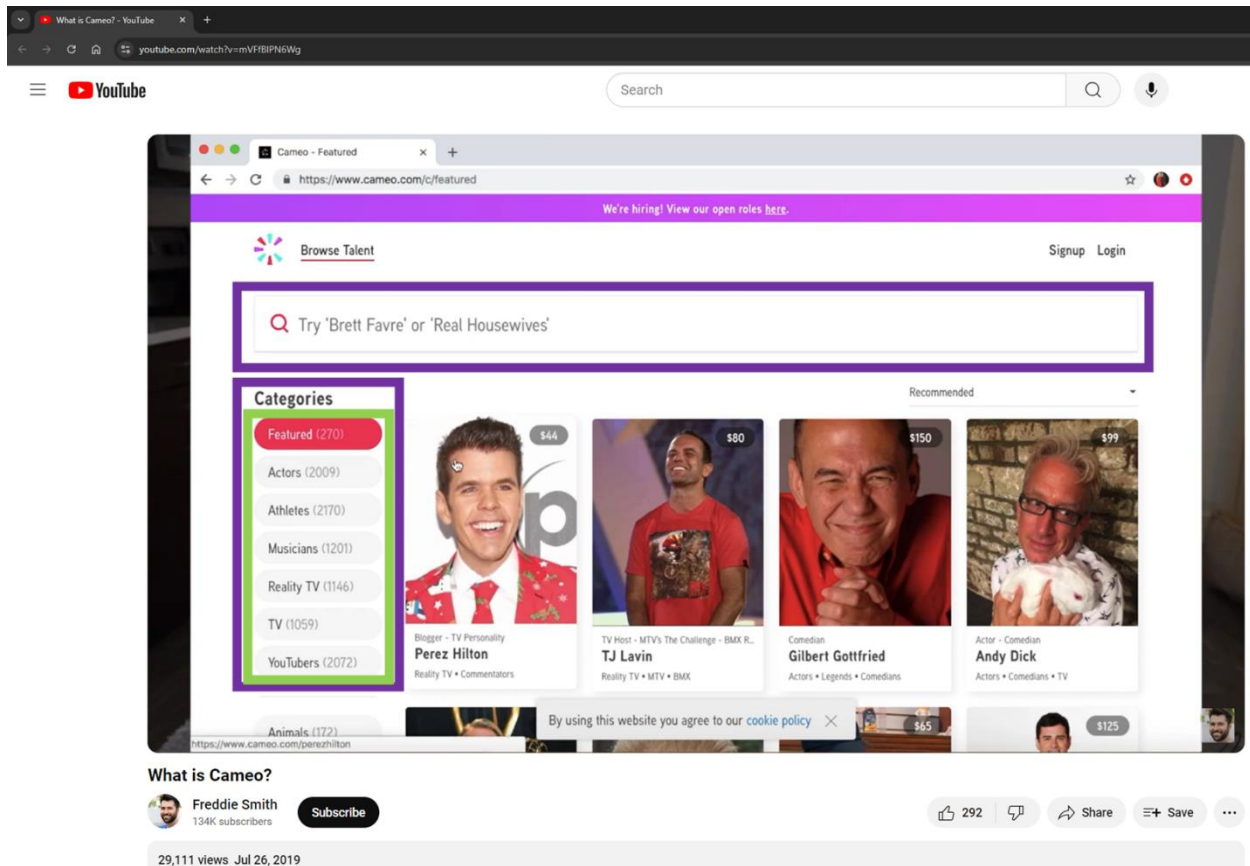 What is Cameo? - YouTube
youtube.com/watch?v=mVFfBIPN6Wg
YouTube
Search
Cameo - Featured
https://www.cameo.com/c/featured
We're hiring! View our open roles here.
Browse Talent
Signup Login
Try 'Brett Favre' or 'Real Housewives'
Categories
Recommended
Featured (270)
Actors (2009)
Athletes (2170)
Musicians (1201)
Reality TV (1146)
TV (1059)
YouTubers (2072)
Animals (172)
$44
Blogger - TV Personality
Perez Hilton
Reality TV • Commentators
$80
TV Host - MTV's The Challenge - BMX R...
TJ Lavin
Reality TV • MTV • BMX
$150
Comedian
Gilbert Gottfried
Actors • Legends • Comedians
$99
Actor - Comedian
Andy Dick
Actors • Comedians • TV
By using this website you agree to our cookie policy
$65
$125
https://www.cameo.com/perezhilton
What is Cameo?
Freddie Smith
134K subscribers
Subscribe
292
Share
Save
29,111 views Jul 26, 2019